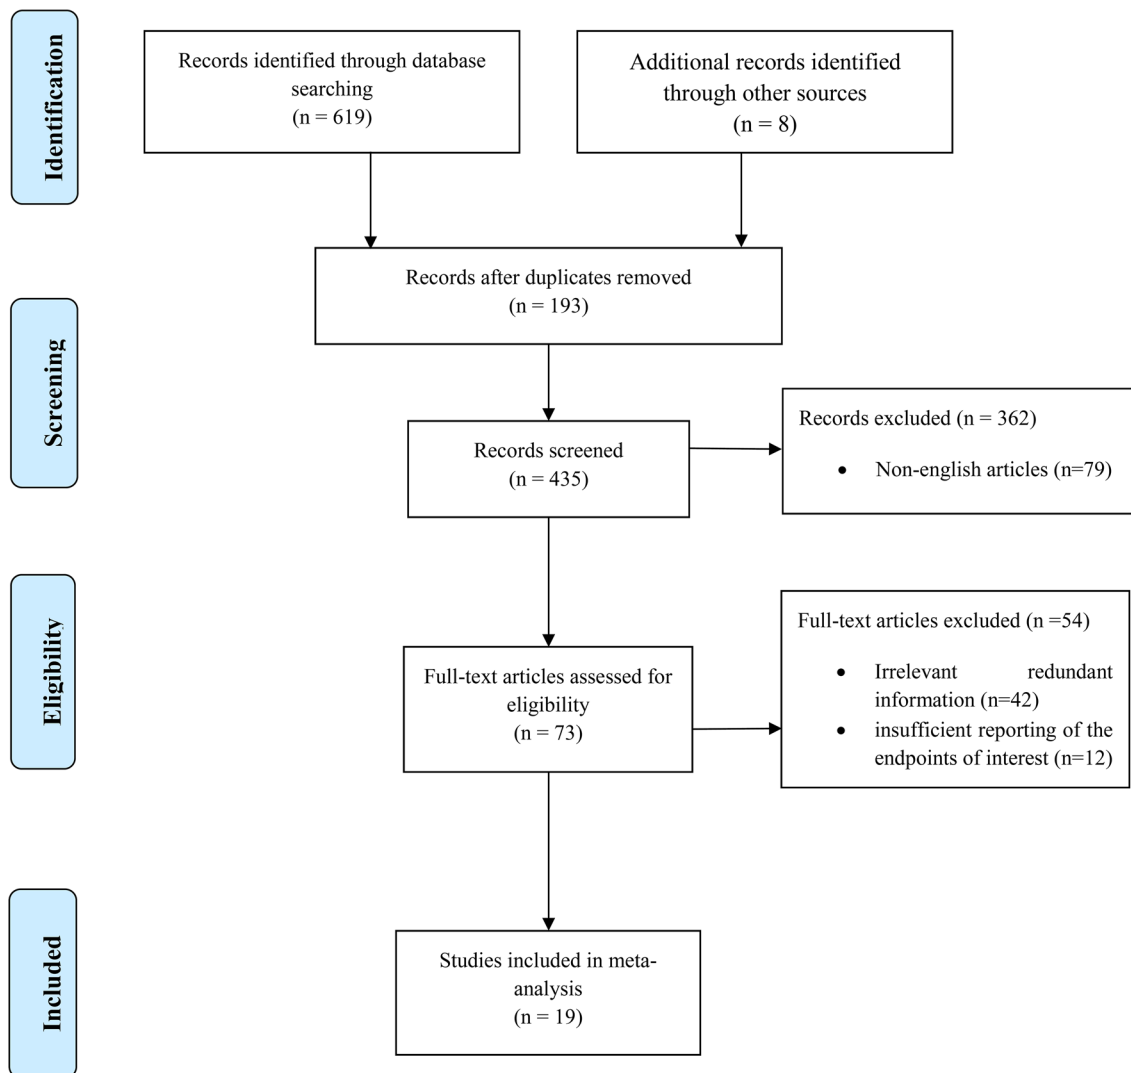 Identification
Records identified through database
searching
(n = 619)
Additional records identified
through other sources
(n = 8)
Records after duplicates removed
(n = 193)
Screening
Records screened
(n = 435)
Records excluded (n = 362)
• Non-english articles (n=79)
Eligibility
Full-text articles assessed for
eligibility
(n = 73)
Full-text articles excluded (n =54)
• Irrelevant redundant
information (n=42)
• insufficient reporting of the
endpoints of interest (n=12)
Included
Studies included in meta-
analysis
(n = 19)